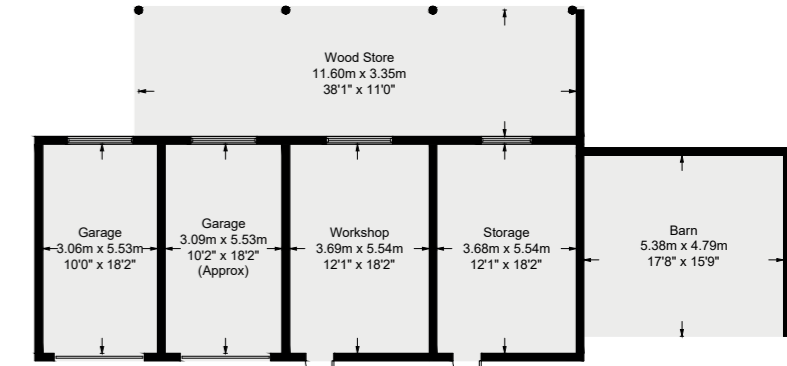 Wood Store
11.60m x 3.35m
38'1" x 11'0"
Garage
3.06m x 5.53m
10'0" x 18'2"
Garage
3.09m x 5.53m
10'2" x 18'2"
(Approx)
Workshop
3.69m x 5.54m
12'1" x 18'2"
Storage
3.68m x 5.54m
12'1" x 18'2"
Barn
5.38m x 4.79m
17'8" x 15'9"